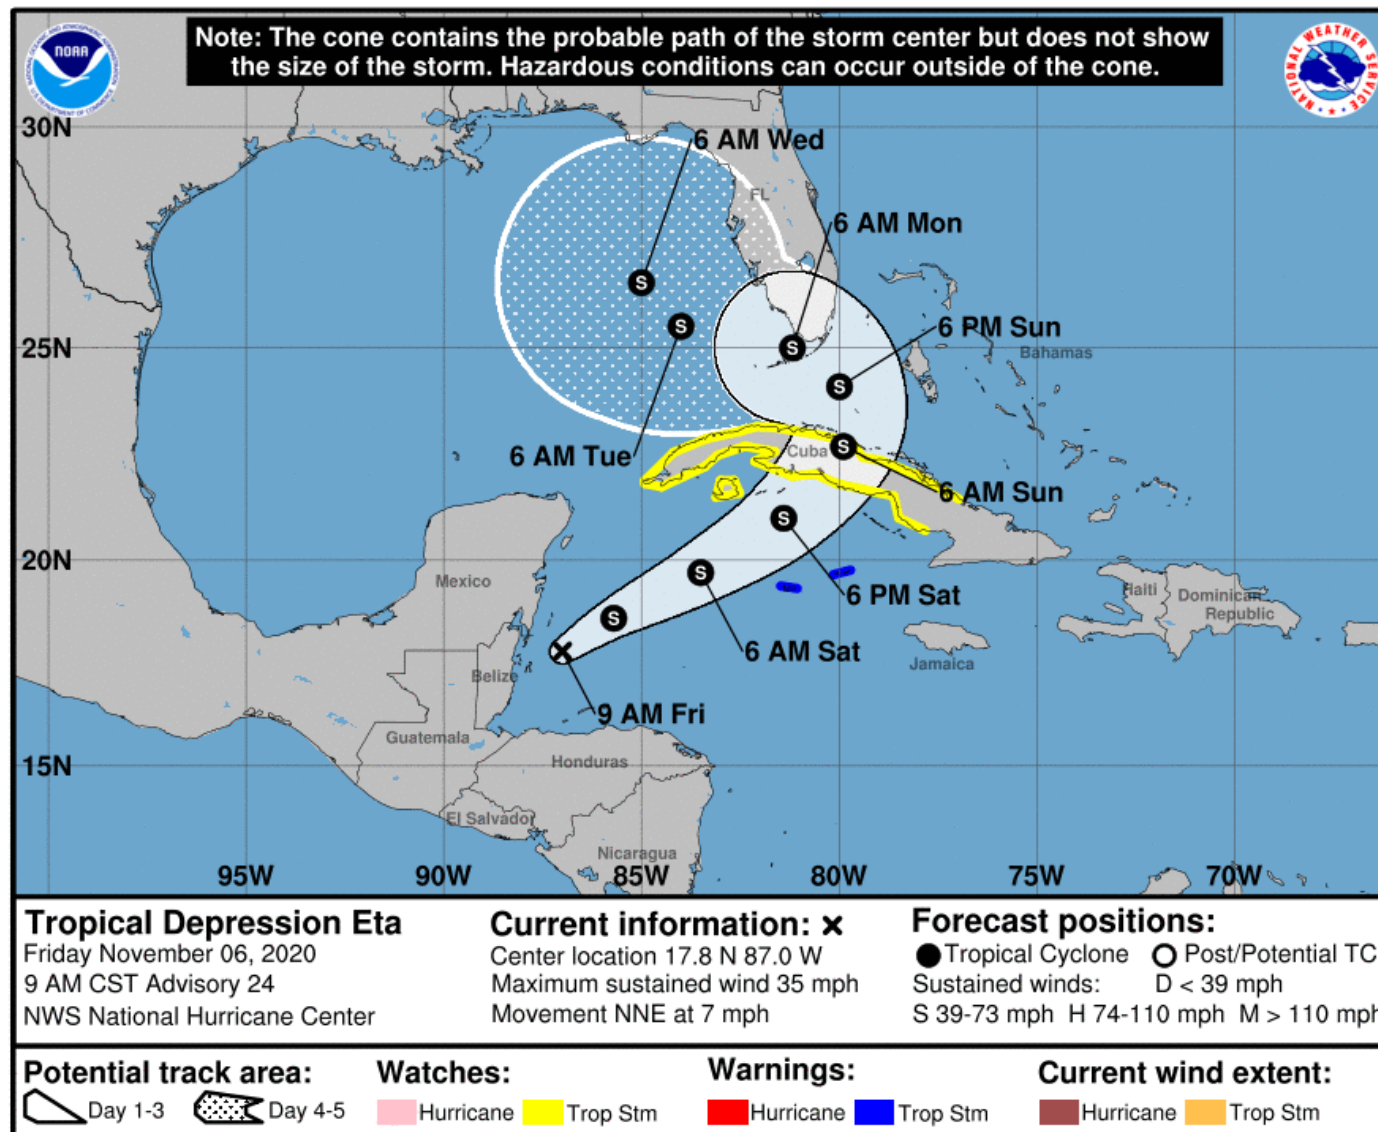 Note: The cone contains the probable path of the storm center but does not show
the size of the storm. Hazardous conditions can occur outside of the cone.
NOAA
NATIONAL WEATHER SERVICE
30N
6 AM Wed
FL
6 AM Mon
6 PM Sun
25N
Bahamas
6 AM Tue
Cuba
6 AM Sun
S
S
S
S
S
S
S
S
20N
Mexico
6 PM Sat
Haiti
Dominican
Republic
6 AM Sat
Jamaica
Belize
9 AM Fri
Guatemala
Honduras
15N
El Salvador
Nicaragua
95W 90W 85W 80W 75W 70W
Tropical Depression Eta
Friday November 06, 2020
9 AM CST Advisory 24
NWS National Hurricane Center
Current information: ×
Center location 17.8 N 87.0 W
Maximum sustained wind 35 mph
Movement NNE at 7 mph
Forecast positions:
Tropical Cyclone Post/Potential TC
Sustained winds: D < 39 mph
S 39-73 mph H 74-110 mph M > 110 mph
Potential track area:
Day 1-3 Day 4-5
Watches:
Hurricane Trop Stm
Warnings:
Hurricane Trop Stm
Current wind extent:
Hurricane Trop Stm